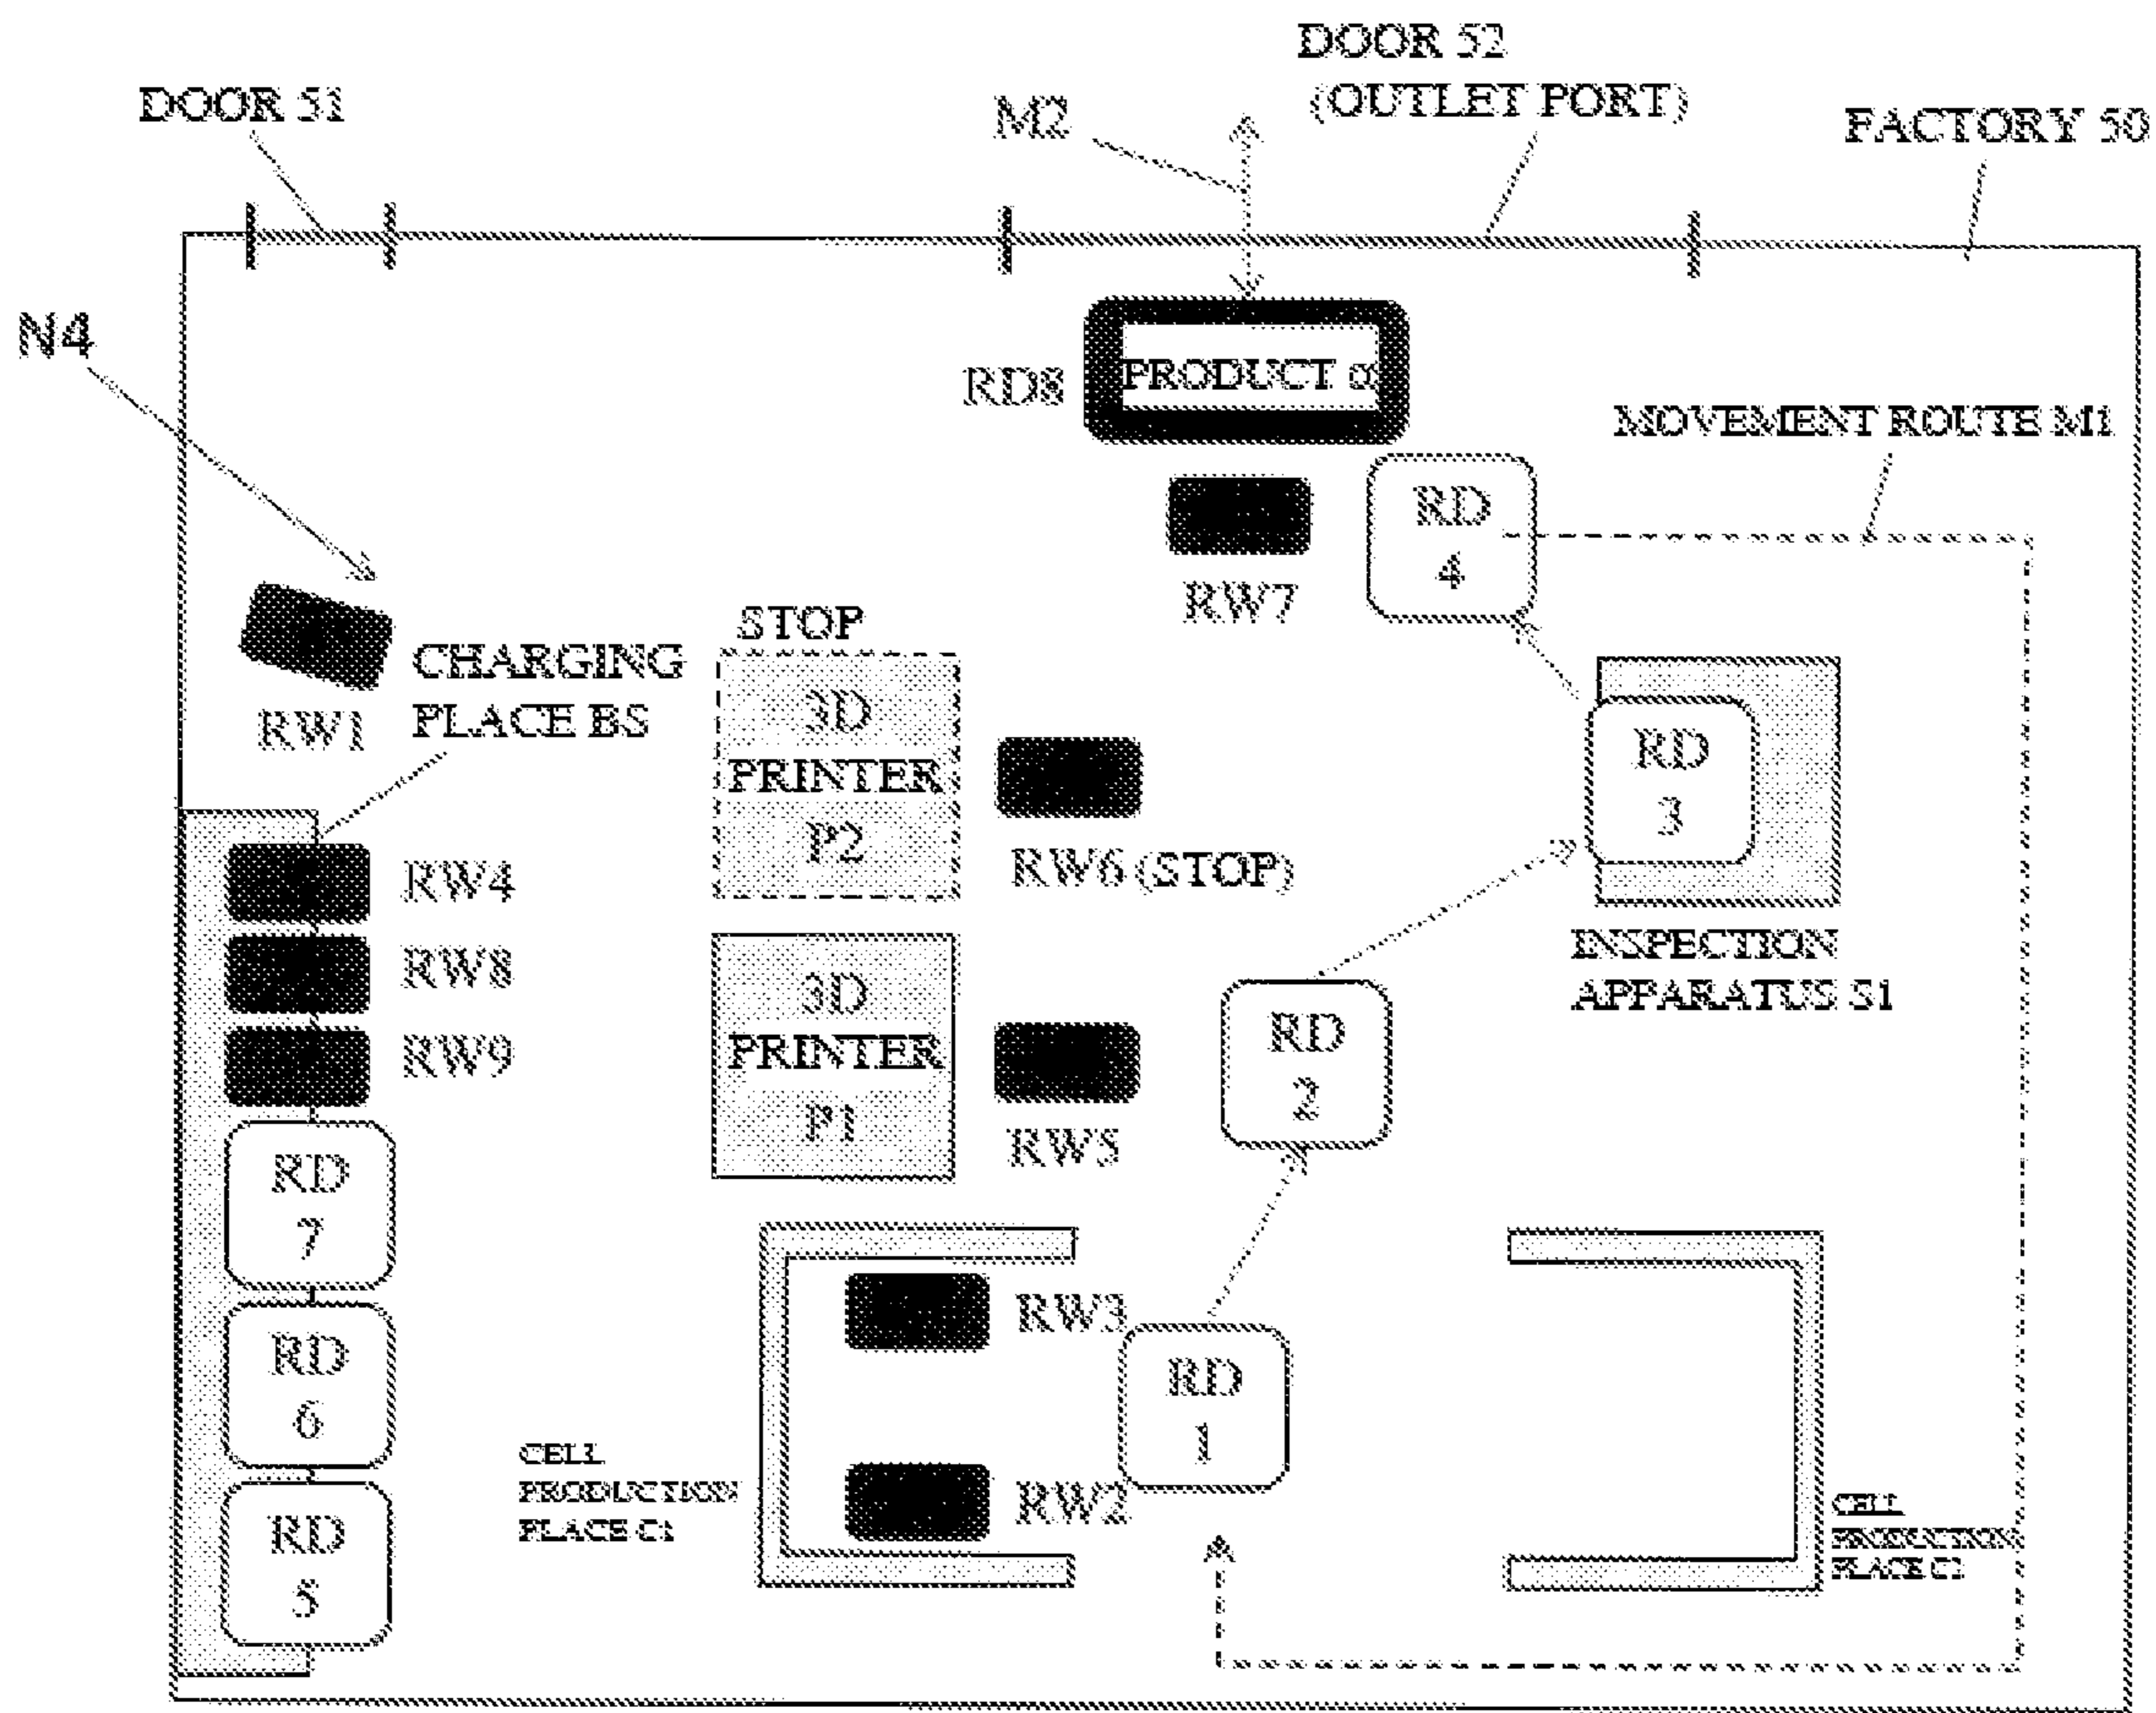 DOOR 52
(OUTLET PORT)
DOOR 51
M2
FACTORY 50
N4
RD8
PRODUCT α
MOVEMENT ROUTE M1
RD
4
RW7
STOP
CHARGING
PLACE BS
RW1
3D
PRINTER
P2
RD
3
RW6 (STOP)
RW4
RW8
RW9
INSPECTION
APPARATUS S1
3D
PRINTER
P1
RD
2
RW5
RD
7
RW3
RD
6
RD
1
CELL
PRODUCTION
PLACE C1
RW2
CELL
PRODUCTION
PLACE C2
RD
5